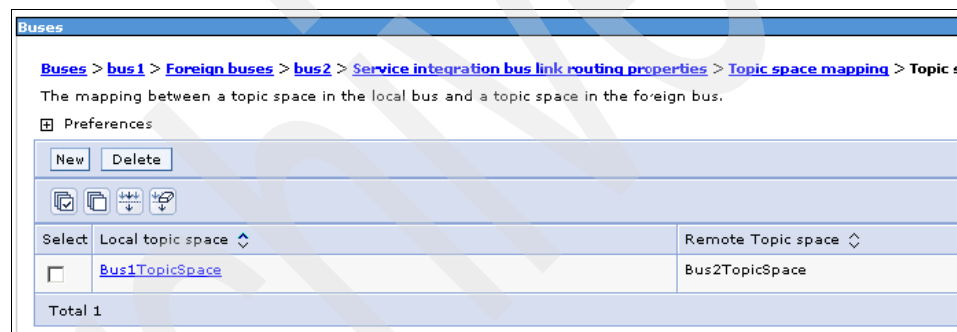 Buses
Buses > bus1 > Foreign buses > bus2 > Service integration bus link routing properties > Topic space mapping > Topic s
The mapping between a topic space in the local bus and a topic space in the foreign bus.
Preferences
New Delete
Select Local topic space Remote Topic space
Bus1TopicSpace Bus2TopicSpace
Total 1